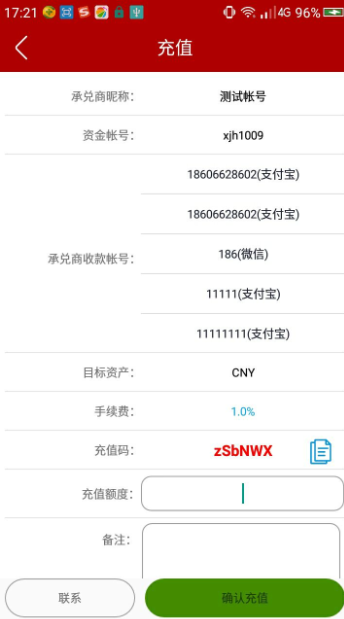 17:21 4G 96%
充值
承兑商昵称: 测试帐号
资金帐号: xjh1009
18606628602(支付宝)
18606628602(支付宝)
承兑商收款帐号: 186(微信)
11111(支付宝)
11111111(支付宝)
目标资产: CNY
手续费: 1.0%
充值码: zSbNWX
充值额度:
备注:
联系 确认充值